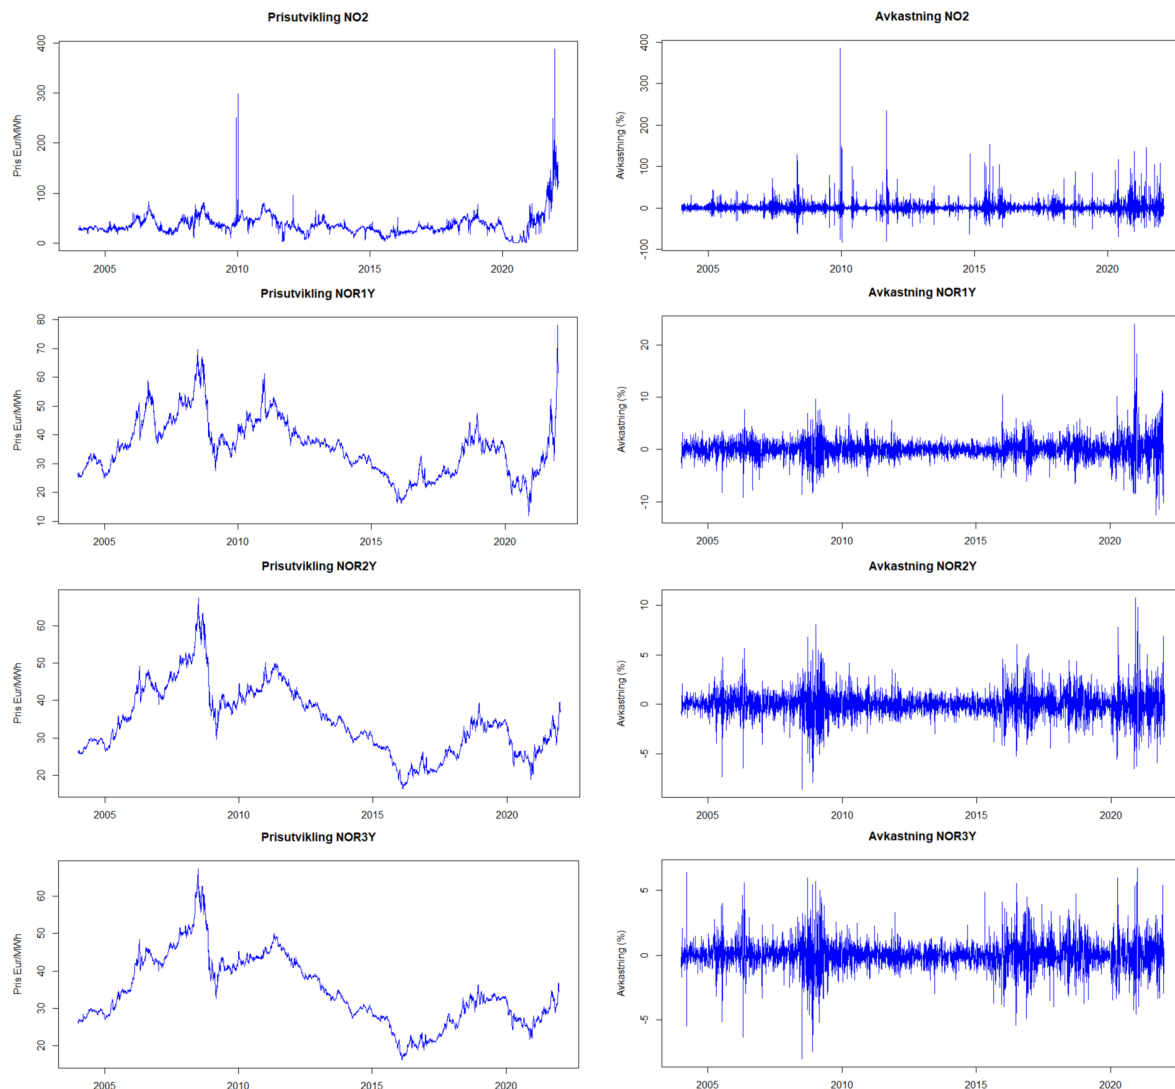 Prisutvikling NO2
Pris Eur/MWh
400
300
200
100
0
2005 2010 2015 2020
Avkastning NO2
Avkastning (%)
400
300
200
100
0
-100
2005 2010 2015 2020
Prisutvikling NOR1Y
Pris Eur/MWh
80
70
60
50
40
30
20
10
2005 2010 2015 2020
Avkastning NOR1Y
Avkastning (%)
20
10
0
-10
2005 2010 2015 2020
Prisutvikling NOR2Y
Pris Eur/MWh
60
50
40
30
20
2005 2010 2015 2020
Avkastning NOR2Y
Avkastning (%)
10
5
0
-5
2005 2010 2015 2020
Prisutvikling NOR3Y
Pris Eur/MWh
60
50
40
30
20
2005 2010 2015 2020
Avkastning NOR3Y
Avkastning (%)
5
0
-5
2005 2010 2015 2020